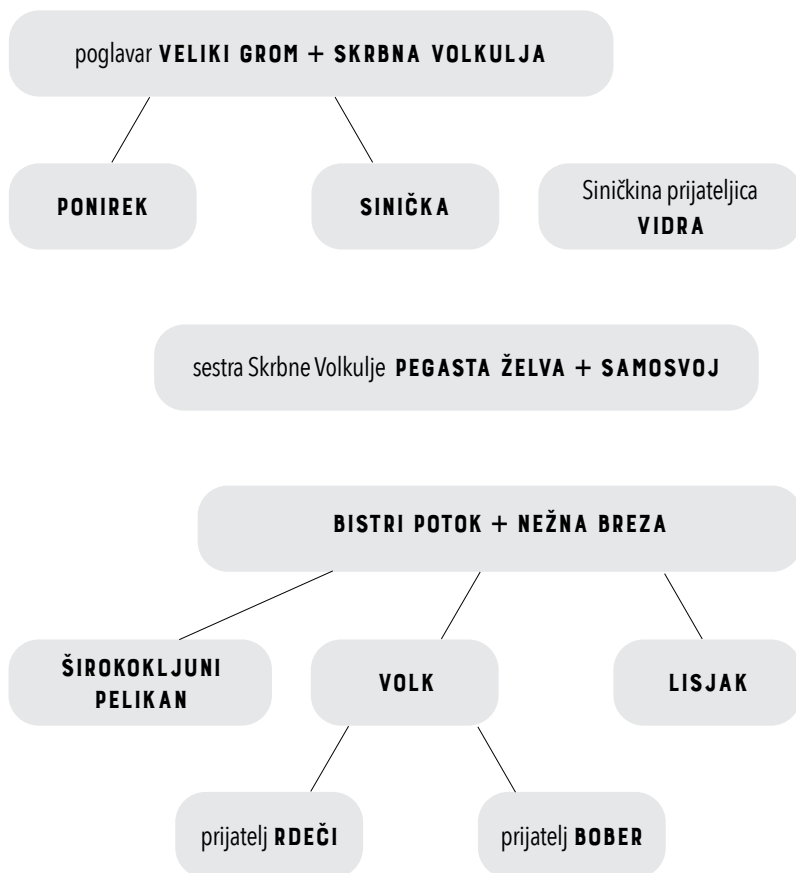 poglavar VELIKI GROM + SKRBNA VOLKULJA
PONIREK
SINIČKA
Siničkina prijateljica
VIDRA
sestra Skrbne Volkulje PEGASTA ŽELVA + SAMOSVOJ
BISTRI POTOK + NEŽNA BREZA
ŠIROKOKLJUNI
PELIKAN
VOLK
LISJAK
prijatelj RDEČI
prijatelj BOBER